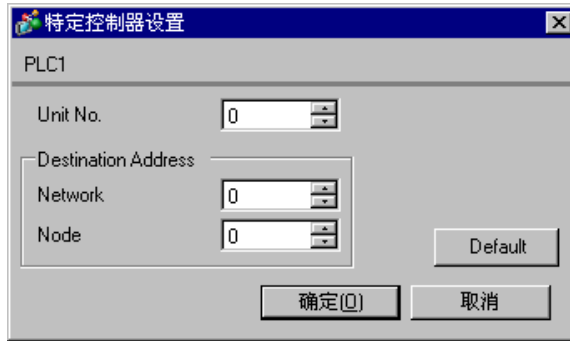 特定控制器设置
PLC1
Unit No. 0
Destination Address
Network 0
Node 0
Default
确定(O) 取消